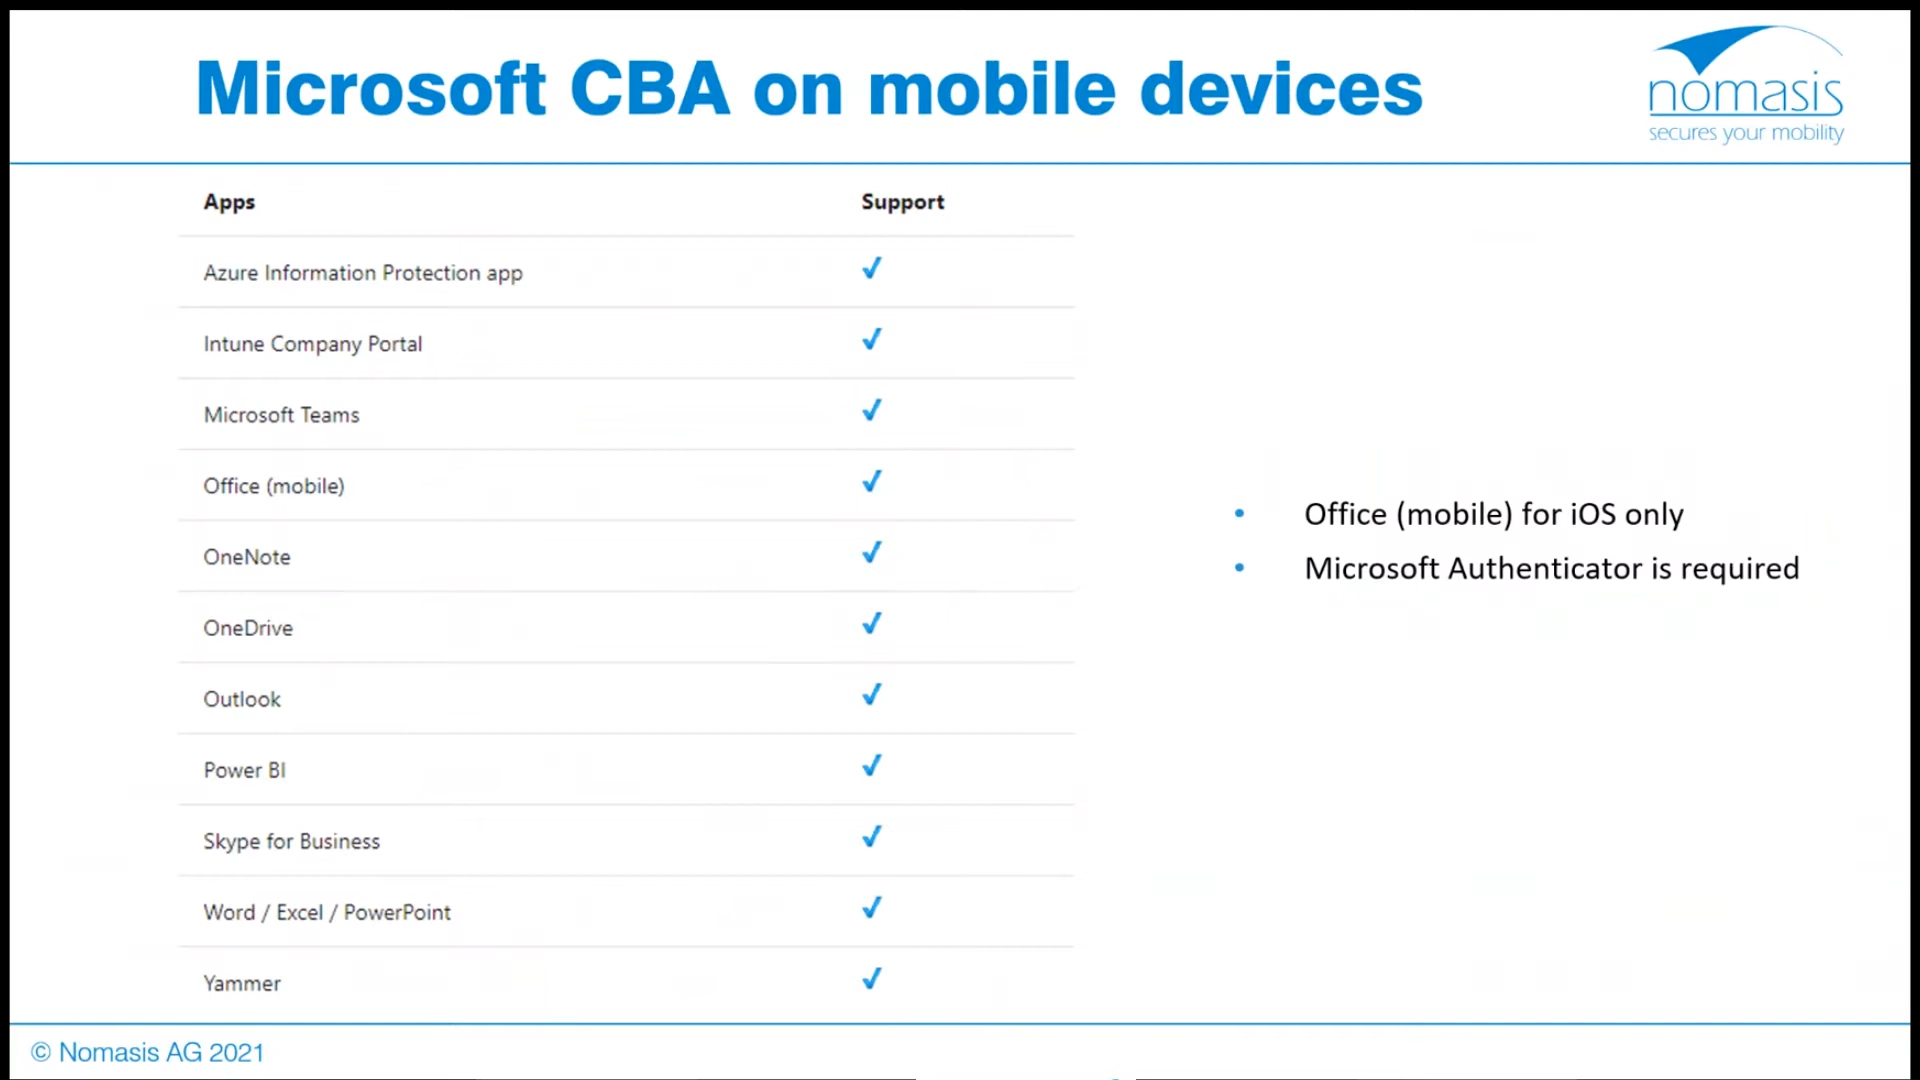 Microsoft CBA on mobile devices
nomasis
secures your mobility
Apps Support
Azure Information Protection app ✓
Intune Company Portal ✓
Microsoft Teams ✓
Office (mobile) ✓
OneNote ✓
OneDrive ✓
Outlook ✓
Power BI ✓
Skype for Business ✓
Word / Excel / PowerPoint ✓
Yammer ✓
• Office (mobile) for iOS only
• Microsoft Authenticator is required
© Nomasis AG 2021